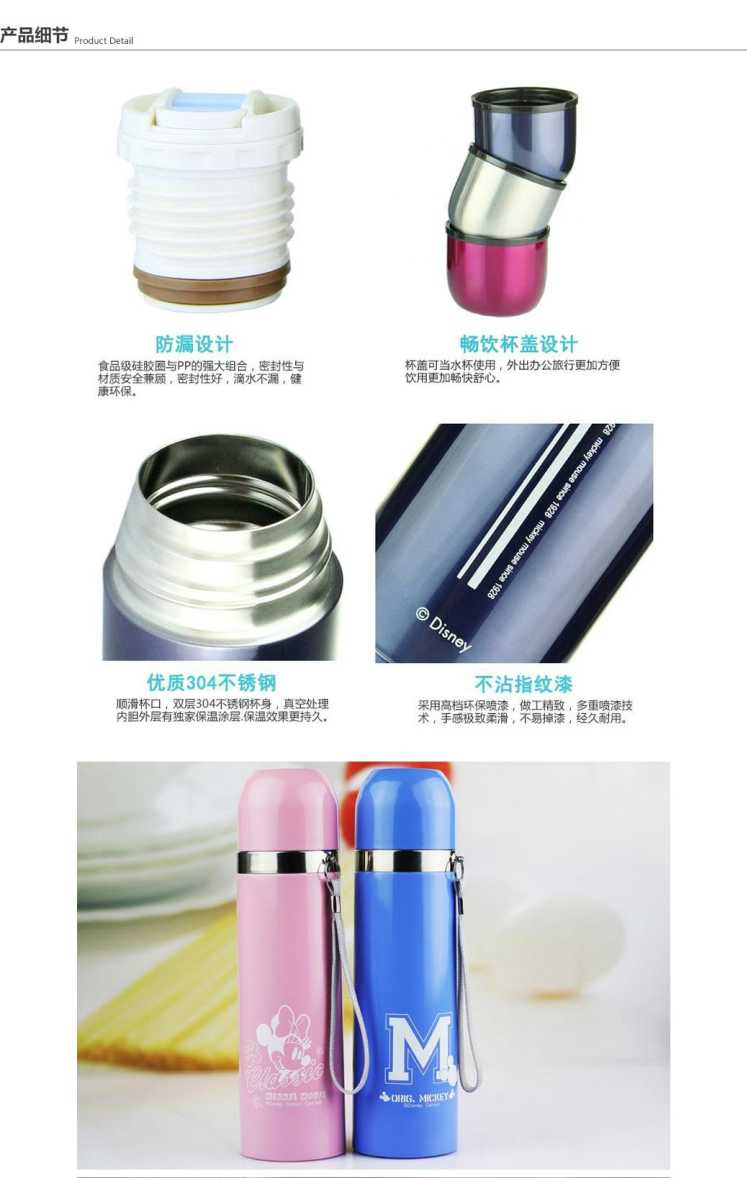 产品细节 Product Detail
防漏设计
食品级硅胶圈与PP的强大组合，密封性与
材质安全兼顾，密封性好，滴水不漏，健
康环保。
畅饮杯盖设计
杯盖可当水杯使用，外出办公旅行更加方便
饮用更加畅快舒心。
1928 mickey mouse since 1928 mickey mouse since 1928
© Disney
优质304不锈钢
顺滑杯口，双层304不锈钢杯身，真空处理
内胆外层有独家保温涂层.保温效果更持久。
不沾指纹漆
采用高档环保喷漆，做工精致，多重喷漆技
术，手感极致柔滑，不易掉漆，经久耐用。
Classic
M
ORIG. MICKEY